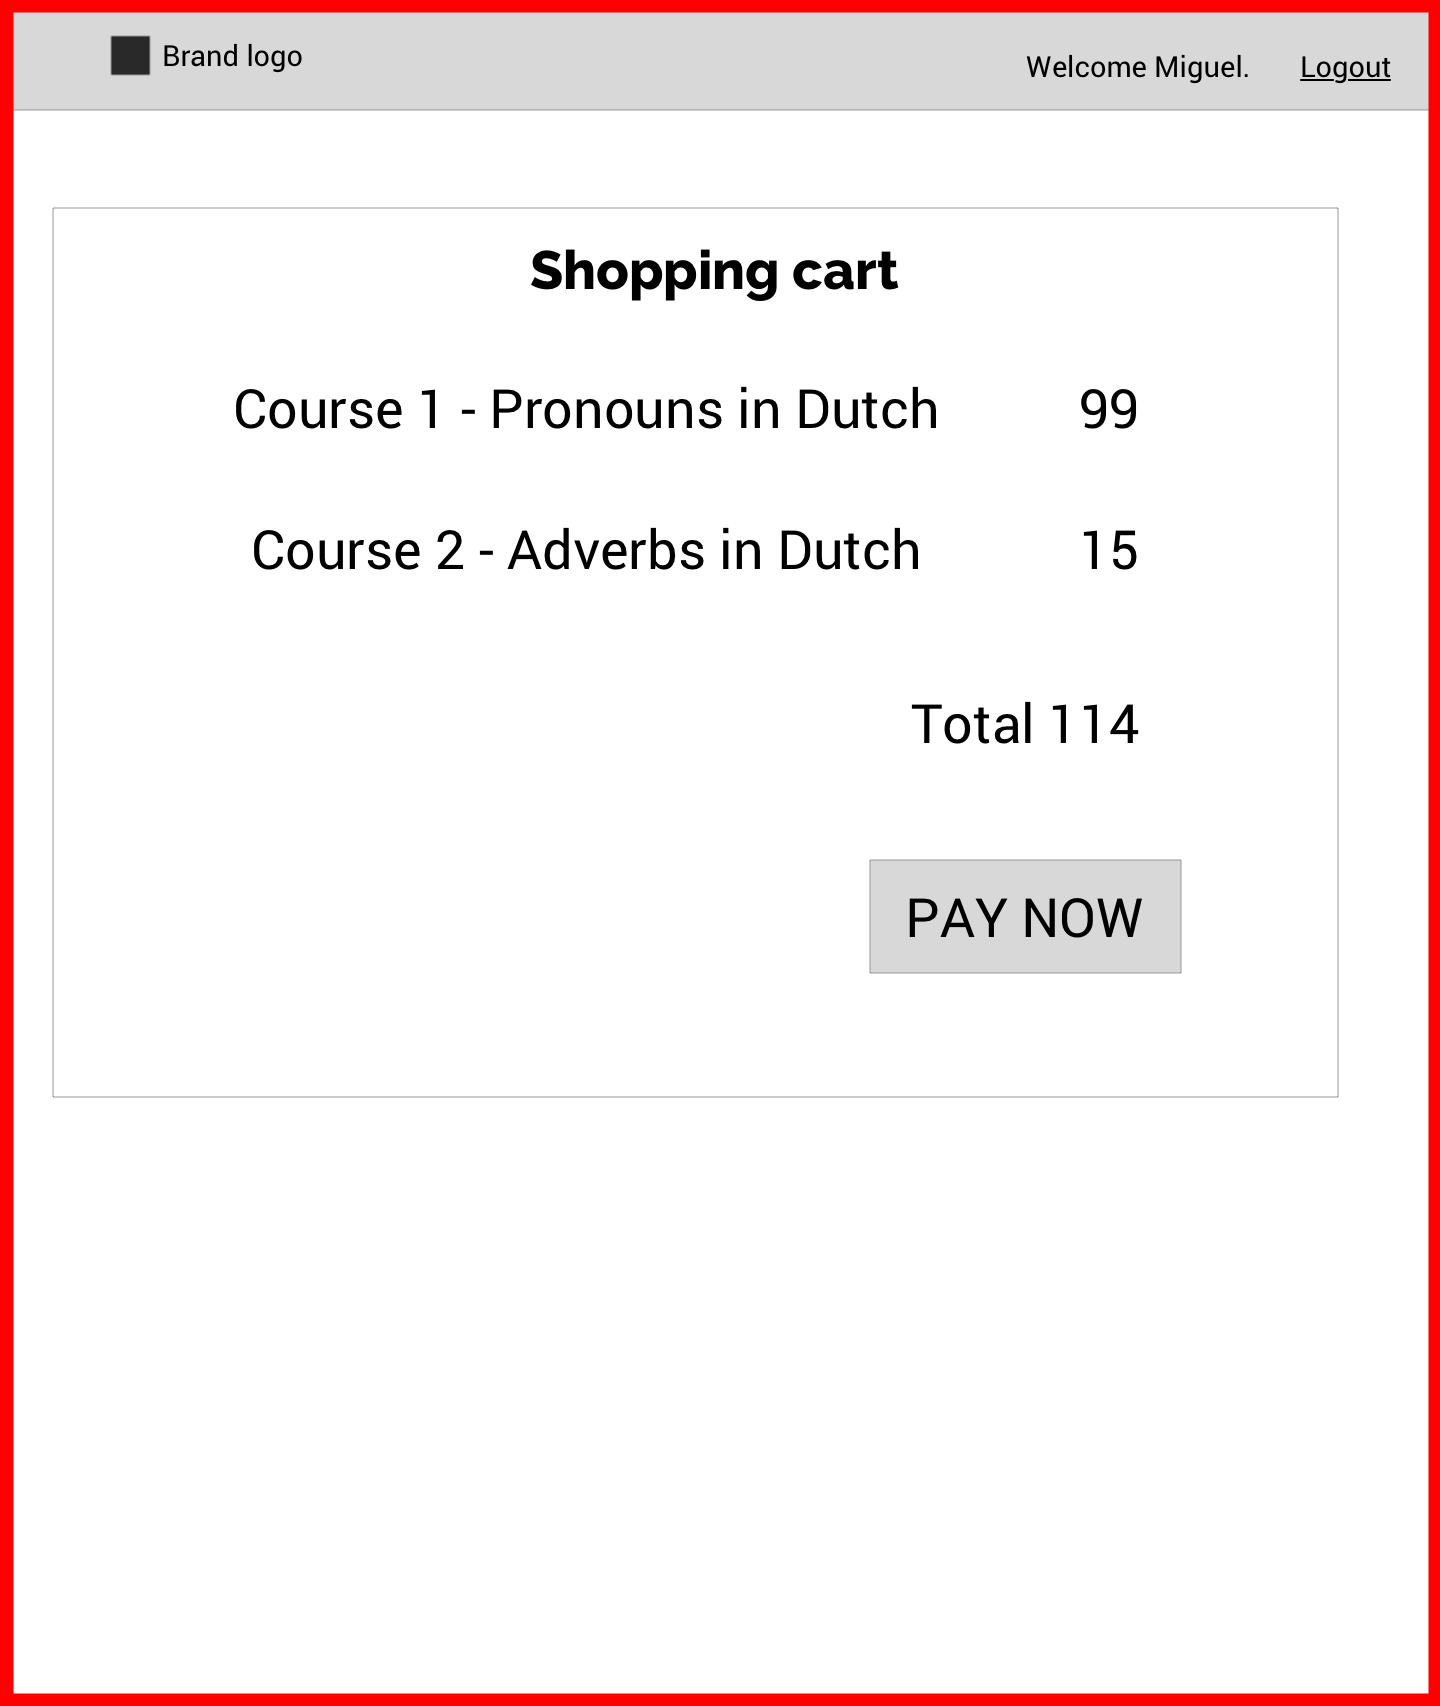 Brand logo
Welcome Miguel. Logout
Shopping cart
Course 1 - Pronouns in Dutch 99
Course 2 - Adverbs in Dutch 15
Total 114
PAY NOW